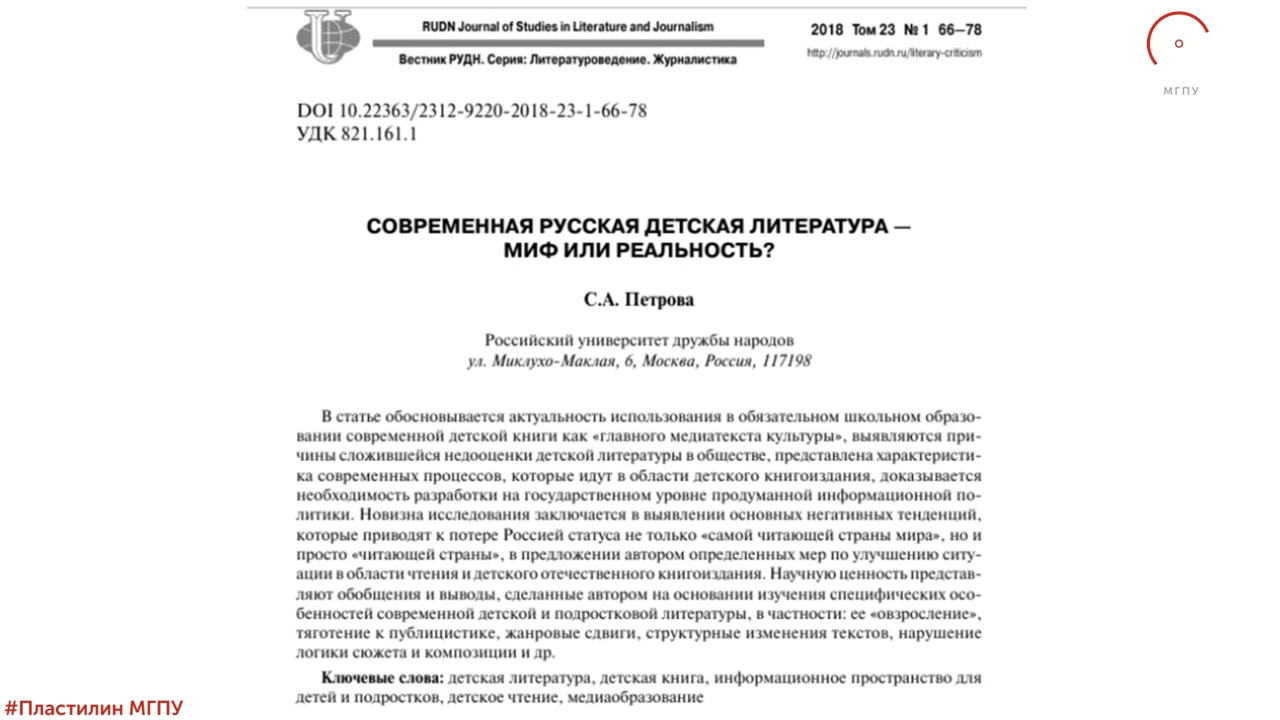 RUDN Journal of Studies in Literature and Journalism
Вестник РУДН. Серия: Литературоведение. Журналистика
2018 Том 23 № 1 66—78
http://journals.rudn.ru/literary-criticism
МГПУ
DOI 10.22363/2312-9220-2018-23-1-66-78
УДК 821.161.1
СОВРЕМЕННАЯ РУССКАЯ ДЕТСКАЯ ЛИТЕРАТУРА —
МИФ ИЛИ РЕАЛЬНОСТЬ?
С.А. Петрова
Российский университет дружбы народов
ул. Миклухо-Маклая, 6, Москва, Россия, 117198
В статье обосновывается актуальность использования в обязательном школьном образо-
вании современной детской книги как «главного медиатекста культуры», выявляются при-
чины сложившейся недооценки детской литературы в обществе, представлена характеристи-
ка современных процессов, которые идут в области детского книгоиздания, доказывается
необходимость разработки на государственном уровне продуманной информационной по-
литики. Новизна исследования заключается в выявлении основных негативных тенденций,
которые приводят к потере Россией статуса не только «самой читающей страны мира», но и
просто «читающей страны», в предложении автором определенных мер по улучшению ситу-
ации в области чтения и детского отечественного книгоиздания. Научную ценность представ-
ляют обобщения и выводы, сделанные автором на основании изучения специфических осо-
бенностей современной детской и подростковой литературы, в частности: ее «овзросление»,
тяготение к публицистике, жанровые сдвиги, структурные изменения текстов, нарушение
логики сюжета и композиции и др.
Ключевые слова: детская литература, детская книга, информационное пространство для
детей и подростков, детское чтение, медиаобразование
#Пластилин МГПУ